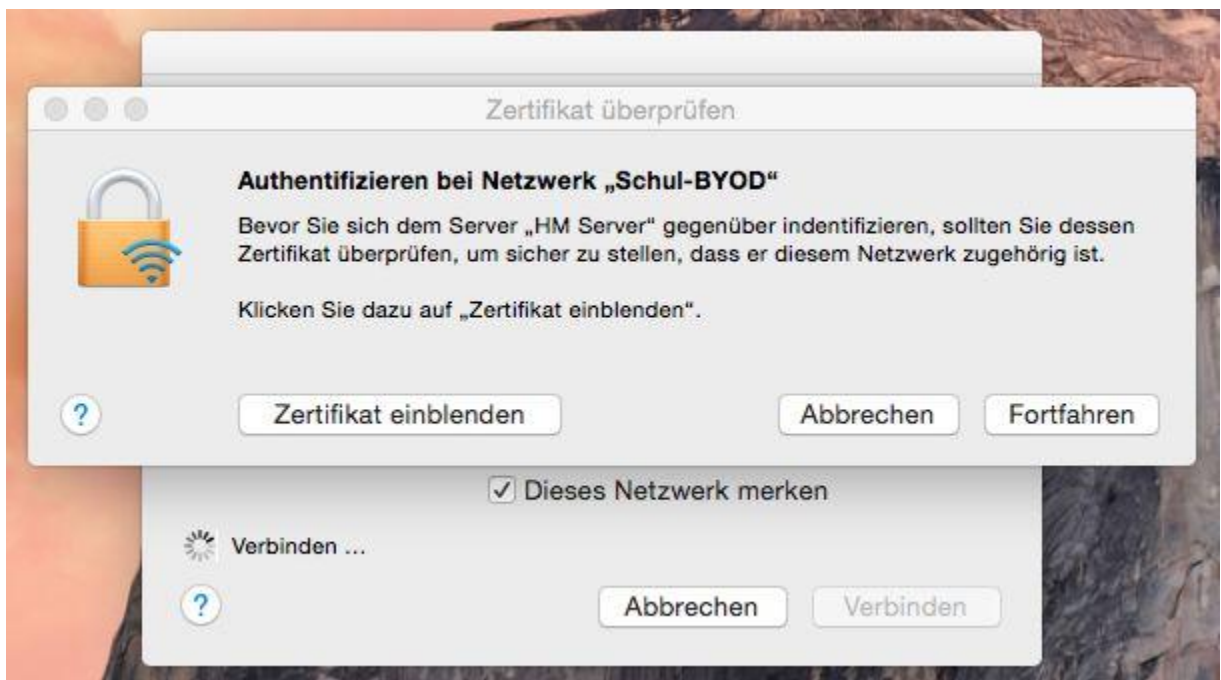 Zertifikat überprüfen
Authentifizieren bei Netzwerk „Schul-BYOD“
Bevor Sie sich dem Server „HM Server“ gegenüber indentifizieren, sollten Sie dessen
Zertifikat überprüfen, um sicher zu stellen, dass er diesem Netzwerk zugehörig ist.
Klicken Sie dazu auf „Zertifikat einblenden“.
? Zertifikat einblenden Abbrechen Fortfahren
✓ Dieses Netzwerk merken
Verbinden ...
? Abbrechen Verbinden